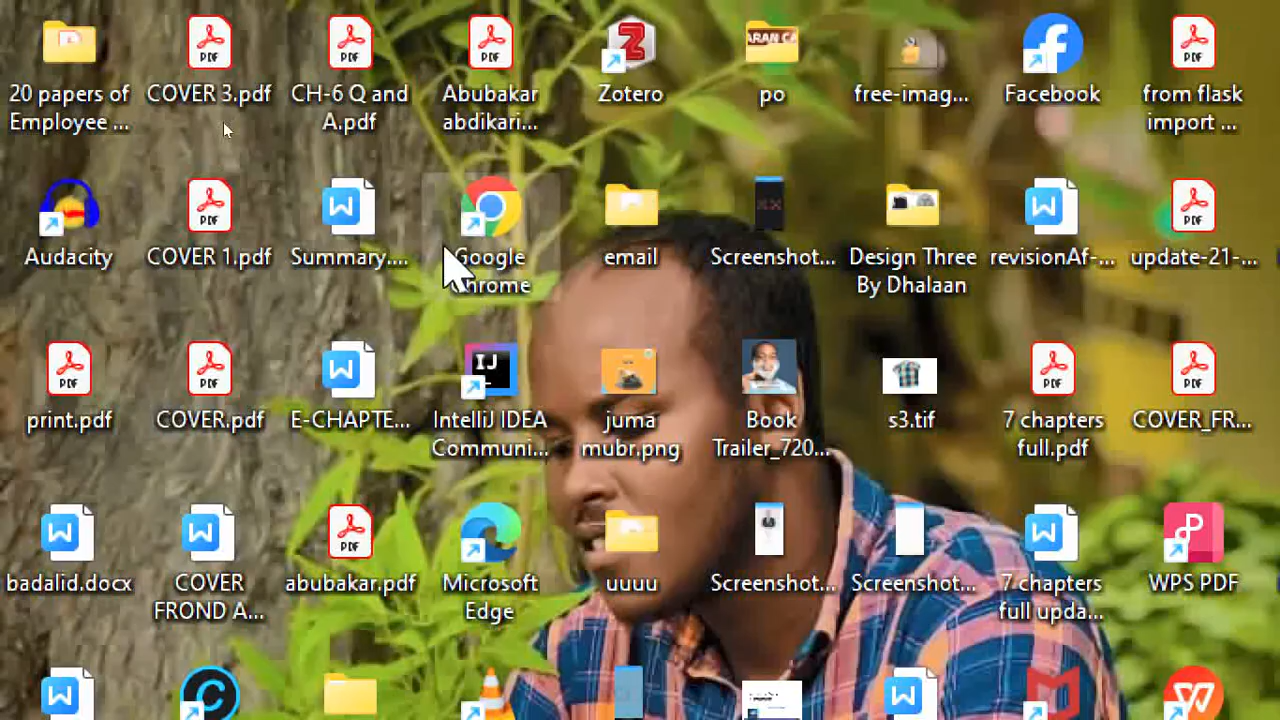 20 papers of
Employee ...
COVER 3.pdf
CH-6 Q and
A.pdf
Abubakar
abdikari...
Zotero
po
free-imag...
Facebook
from flask
import ...
Audacity
COVER 1.pdf
Summary....
Google
Chrome
email
Screenshot...
Design Three
By Dhalaan
revisionAf-...
update-21-...
print.pdf
COVER.pdf
E-CHAPTE...
IntelliJ IDEA
Communi...
juma
mubr.png
Book
Trailer_720...
s3.tif
7 chapters
full.pdf
COVER_FR...
badalid.docx
COVER
FROND A...
abubakar.pdf
Microsoft
Edge
uuuu
Screenshot...
Screenshot...
7 chapters
full upda...
WPS PDF